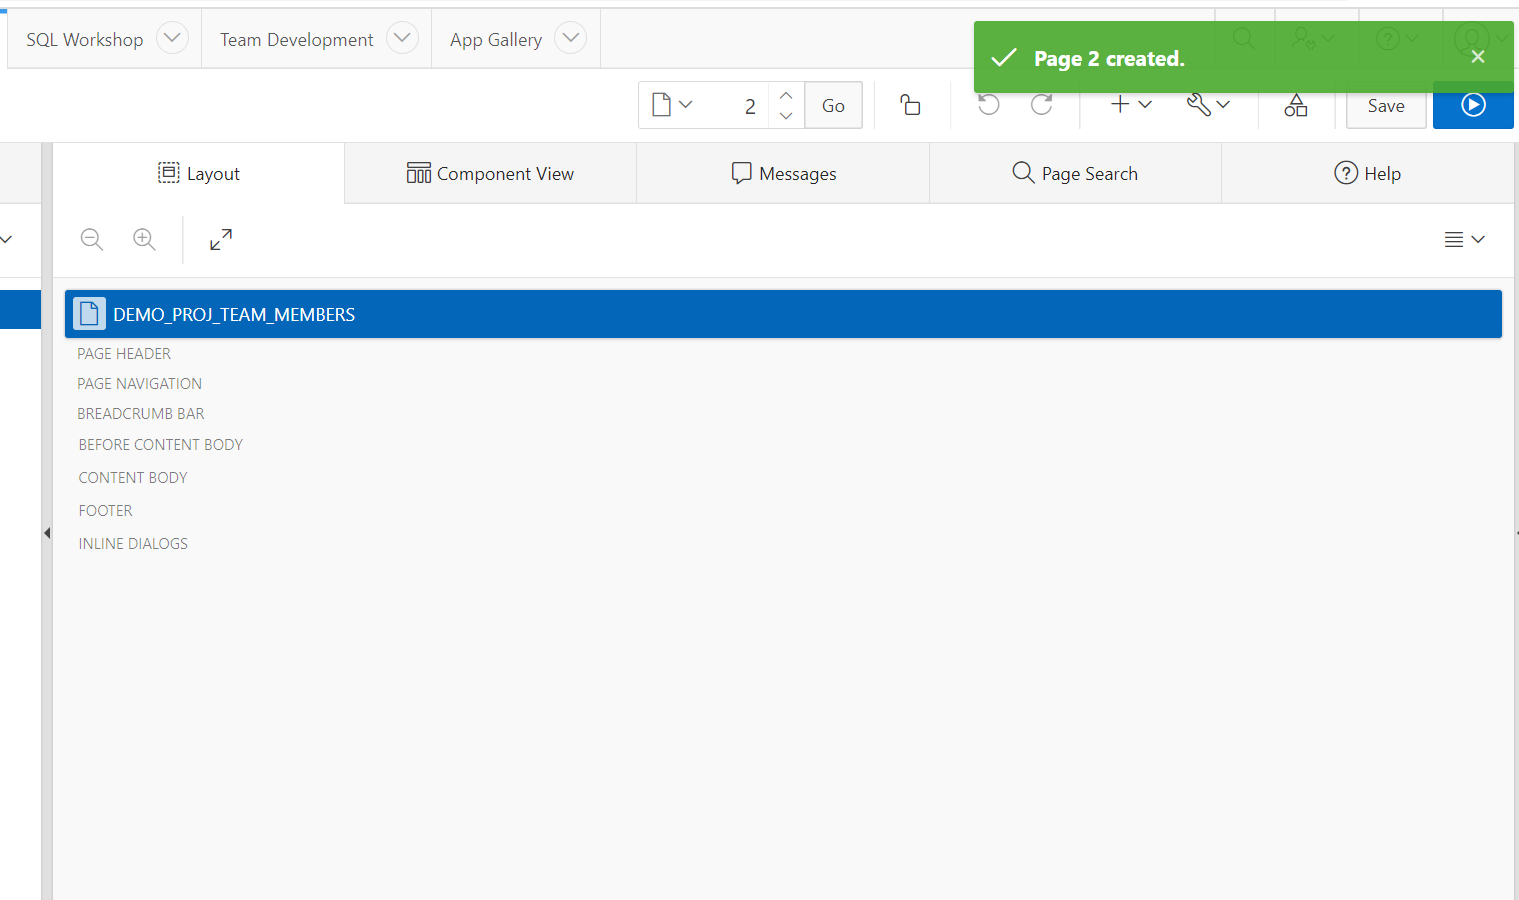 SQL Workshop Team Development App Gallery
Page 2 created.
2 Go Save
Layout Component View Messages Page Search Help
DEMO_PROJ_TEAM_MEMBERS
PAGE HEADER
PAGE NAVIGATION
BREADCRUMB BAR
BEFORE CONTENT BODY
CONTENT BODY
FOOTER
INLINE DIALOGS